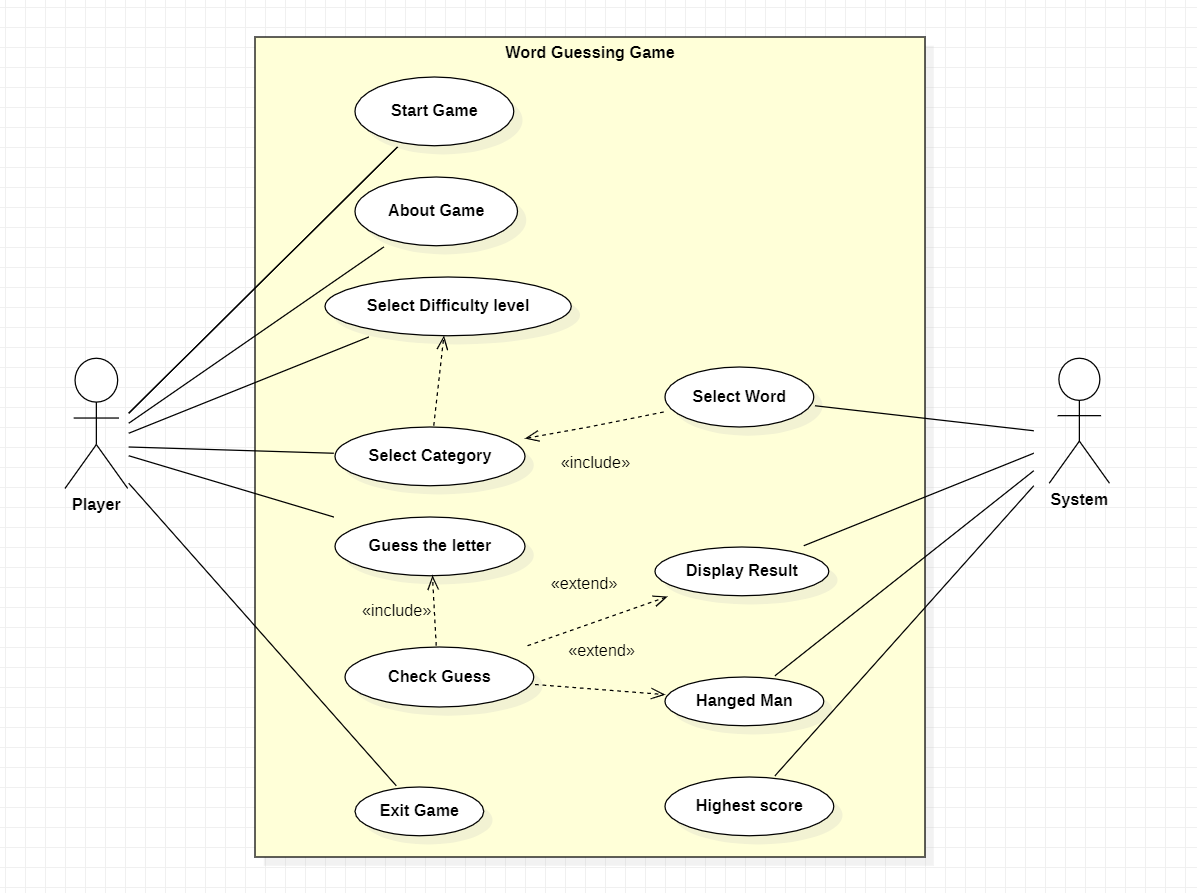 Word Guessing Game
Start Game
About Game
Select Difficulty level
Select Word
Select Category
«include»
Player
System
Guess the letter
Display Result
«extend»
«include»
«extend»
Check Guess
Hanged Man
Exit Game
Highest score